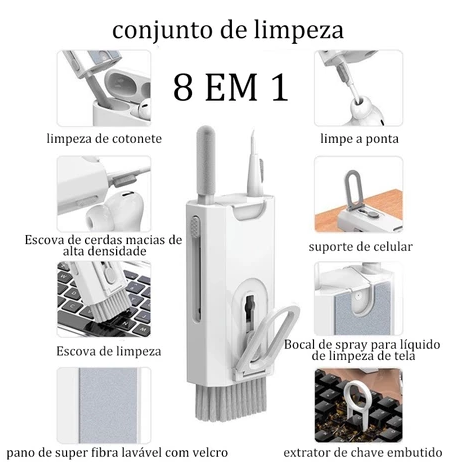 conjunto de limpeza
8 EM 1
limpeza de cotonete
limpe a ponta
Escova de cerdas macias de
alta densidade
suporte de celular
Escova de limpeza
Bocal de spray para líquido
de limpeza de tela
pano de super fibra lavável com velcro
extrator de chave embutido